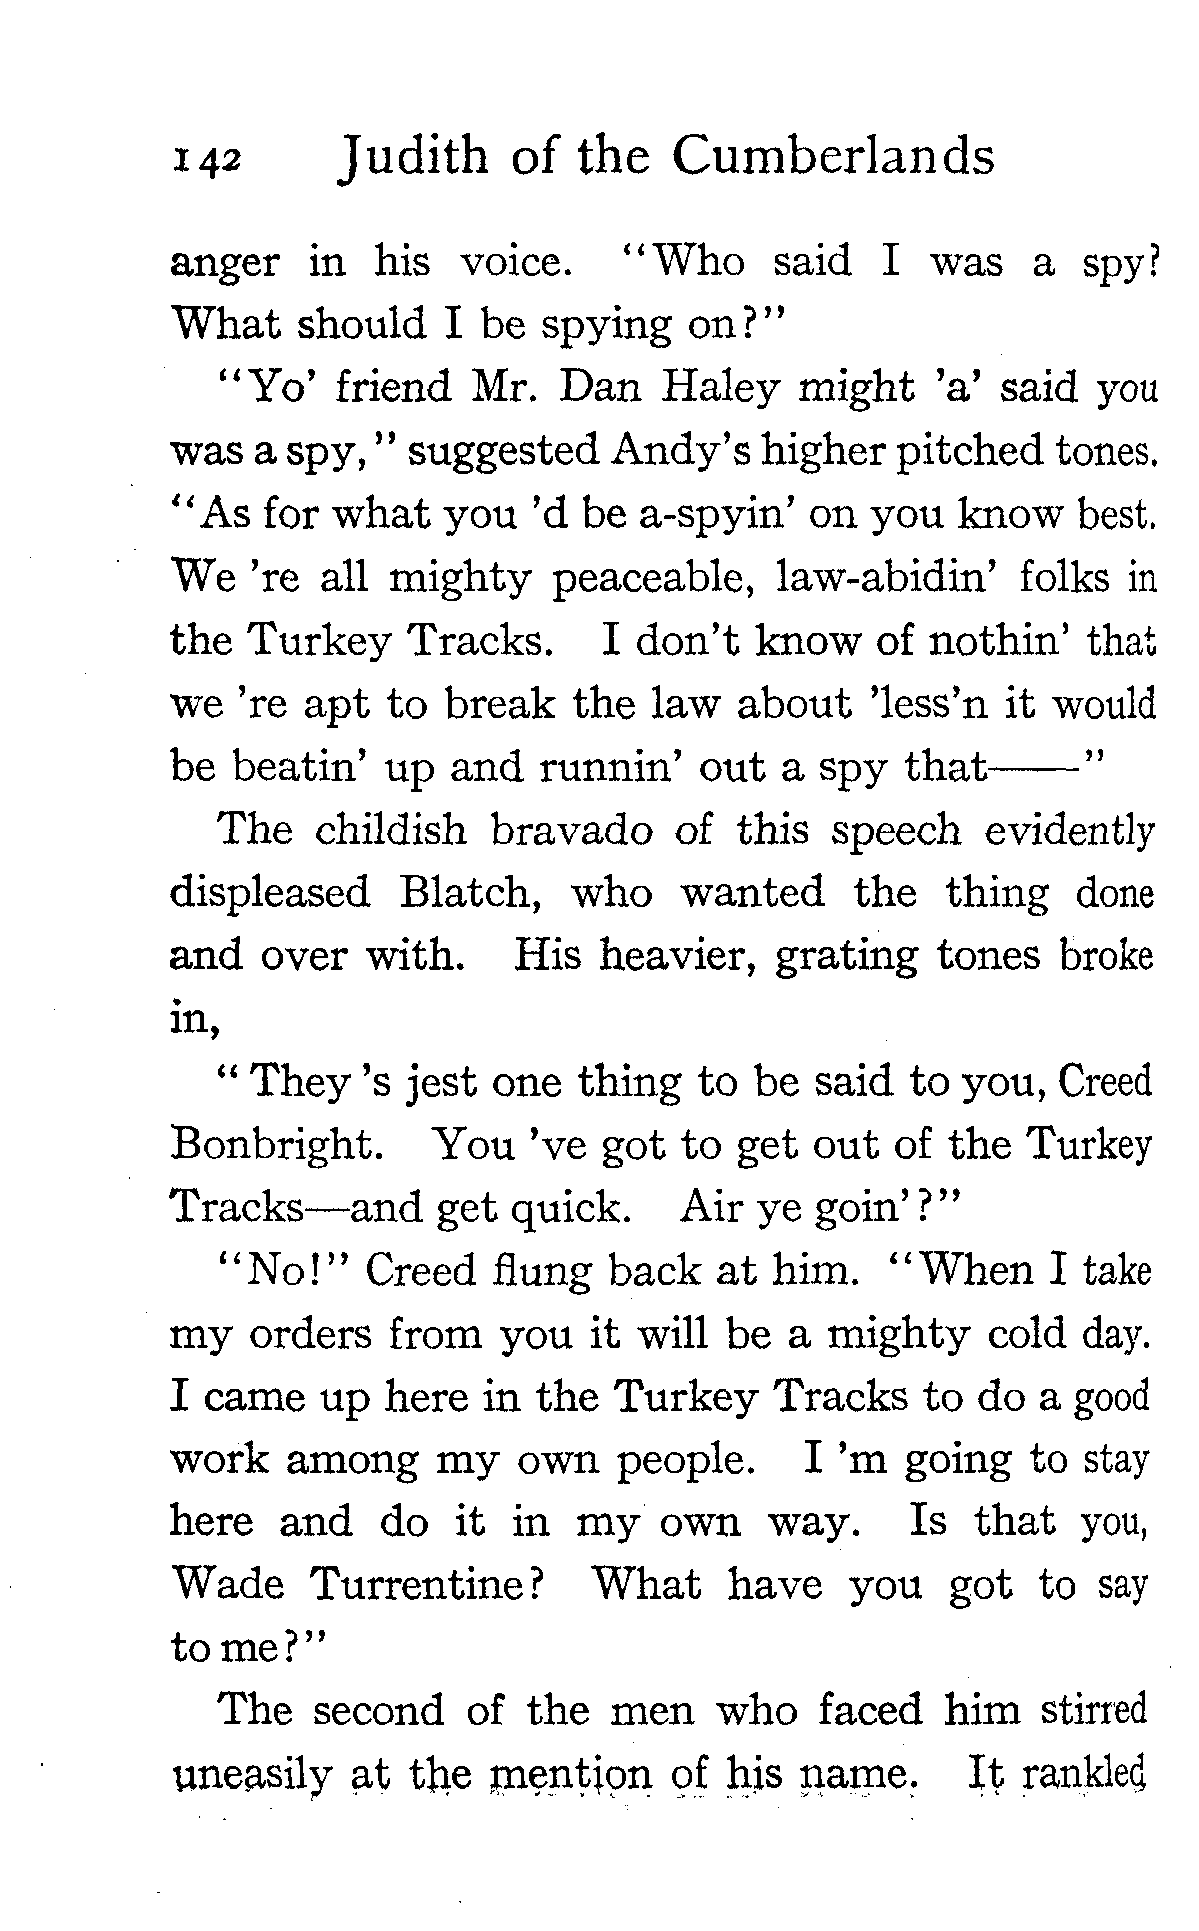 142 Judith of the Cumberlands
anger in his voice. "Who said I was a spy?
What should I be spying on?"
"Yo' friend Mr. Dan Haley might 'a' said you
was a spy," suggested Andy's higher pitched tones.
"As for what you 'd be a-spyin' on you know best.
We 're all mighty peaceable, law-abidin' folks in
the Turkey Tracks. I don't know of nothin' that
we 're apt to break the law about 'less'n it would
be beatin' up and runnin' out a spy that——"
The childish bravado of this speech evidently
displeased Blatch, who wanted the thing done
and over with. His heavier, grating tones broke
in,
"They 's jest one thing to be said to you, Creed
Bonbright. You 've got to get out of the Turkey
Tracks—and get quick. Air ye goin'?"
"No!" Creed flung back at him. "When I take
my orders from you it will be a mighty cold day.
I came up here in the Turkey Tracks to do a good
work among my own people. I 'm going to stay
here and do it in my own way. Is that you,
Wade Turrentine? What have you got to say
to me?"
The second of the men who faced him stirred
uneasily at the mention of his name. It rankled